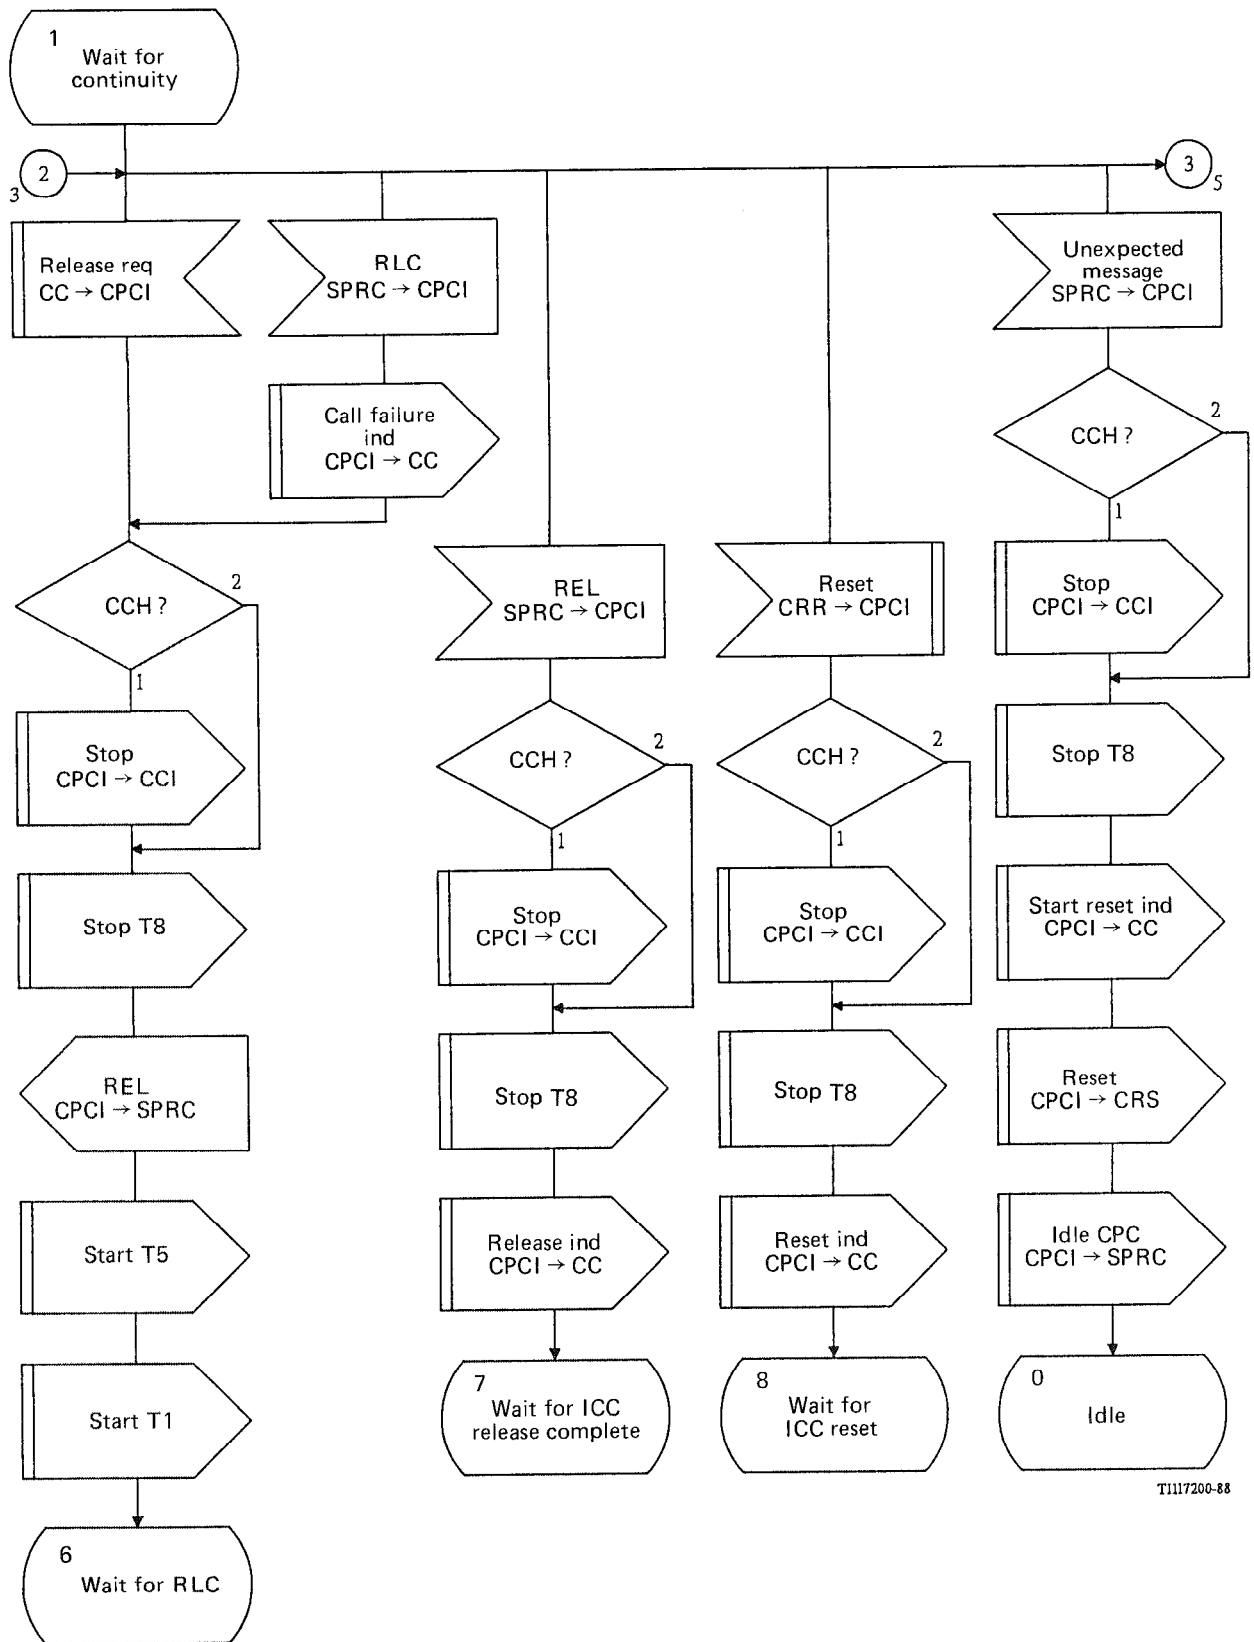 1
Wait for
continuity
3
2
3
5
Release req
CC → CPCI
RLC
SPRC → CPCI
Call failure
ind
CPCI → CC
CCH ?
2
1
Stop
CPCI → CCI
Stop T8
REL
CPCI → SPRC
Start T5
Start T1
6
Wait for RLC
REL
SPRC → CPCI
CCH ?
2
1
Stop
CPCI → CCI
Stop T8
Release ind
CPCI → CC
7
Wait for ICC
release complete
Reset
CRR → CPCI
CCH ?
2
1
Stop
CPCI → CCI
Stop T8
Reset ind
CPCI → CC
8
Wait for
ICC reset
Unexpected
message
SPRC → CPCI
CCH ?
2
1
Stop
CPCI → CCI
Stop T8
Start reset ind
CPCI → CC
Reset
CPCI → CRS
Idle CPC
CPCI → SPRC
0
Idle
T1117200-88